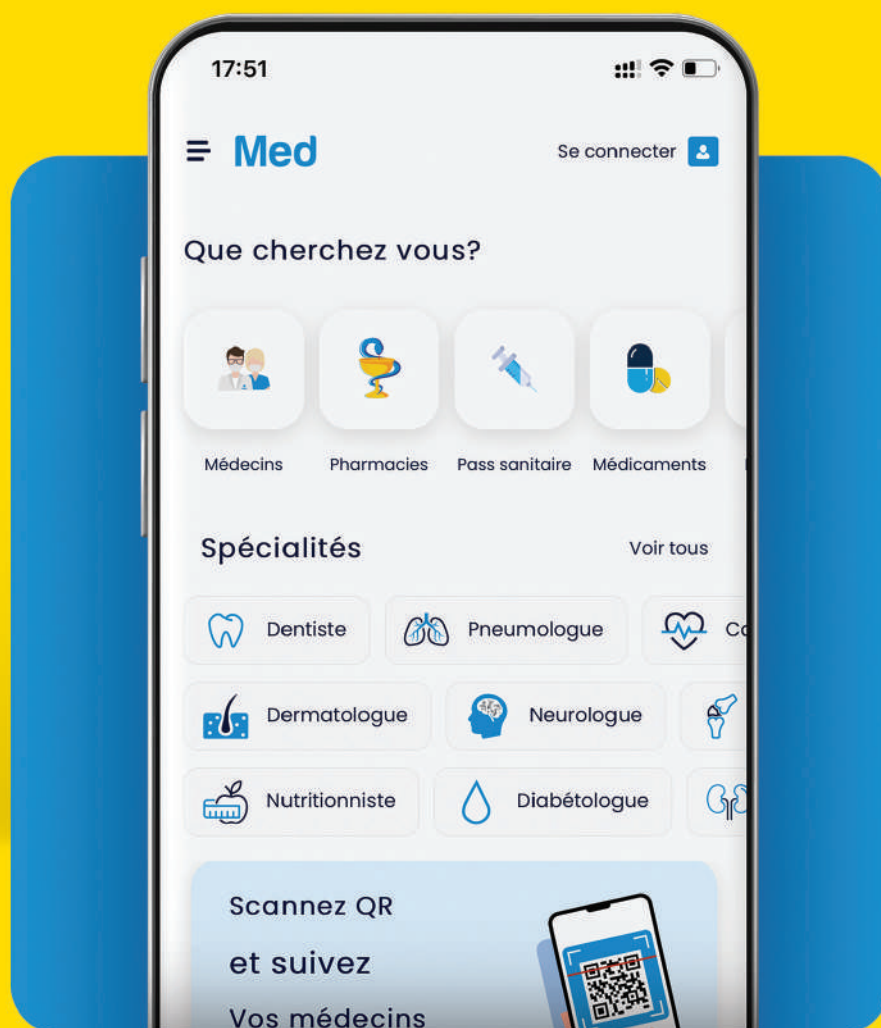 17:51
Med
Se connecter
Que cherchez vous?
Médecins Pharmacies Pass sanitaire Médicaments
Spécialités Voir tous
Dentiste Pneumologue
Dermatologue Neurologue
Nutritionniste Diabétologue
Scannez QR
et suivez
Vos médecins